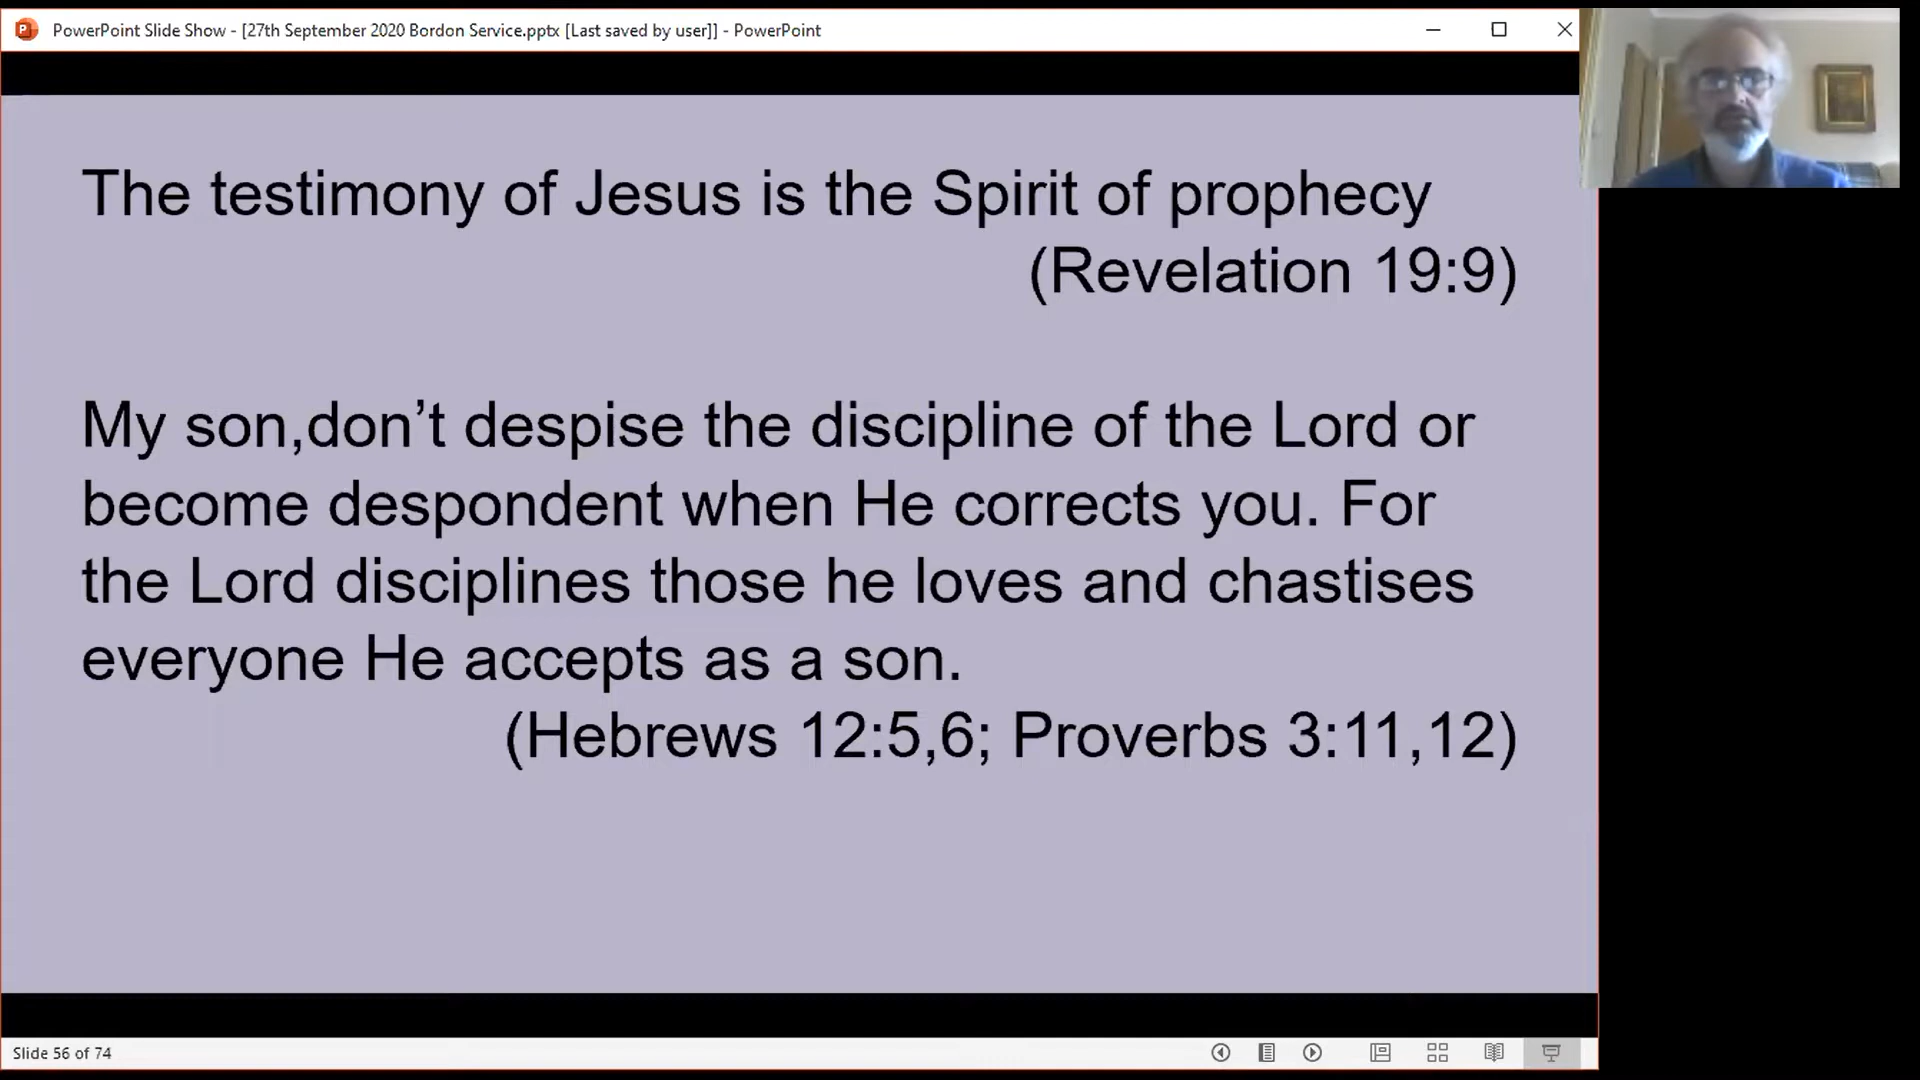 PowerPoint Slide Show - [27th September 2020 Bordon Service.pptx [Last saved by user]] - PowerPoint
The testimony of Jesus is the Spirit of prophecy
(Revelation 19:9)
My son,don’t despise the discipline of the Lord or
become despondent when He corrects you. For
the Lord disciplines those he loves and chastises
everyone He accepts as a son.
(Hebrews 12:5,6; Proverbs 3:11,12)
Slide 56 of 74